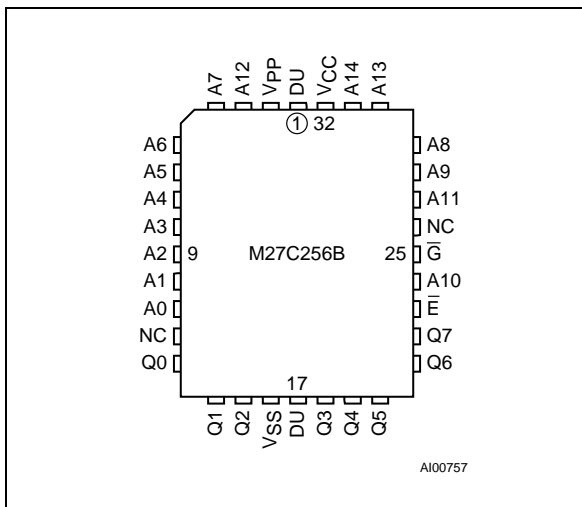 A7 A12 VPP DU VCC A14 A13
1 32
A6 A8
A5 A9
A4 A11
A3 NC
A2 9 M27C256B 25 G̅
A1 A10
A0 E̅
NC Q7
Q0 Q6
17
Q1 Q2 VSS DU Q3 Q4 Q5
AI00757